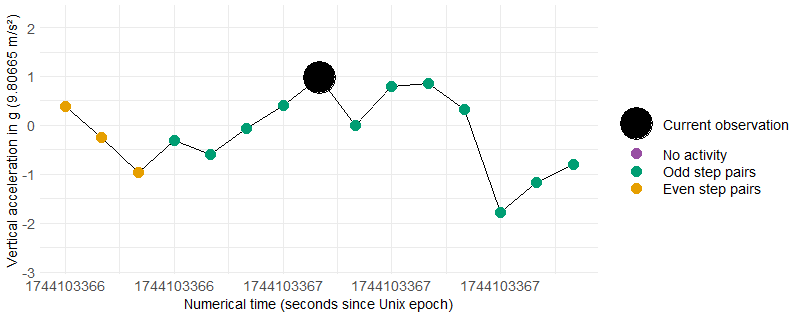 Vertical acceleration in g (9.80665 m/s²)
2
1
0
-1
-2
-3
1744103366
1744103366
1744103367
1744103367
1744103367
Numerical time (seconds since Unix epoch)
Current observation
No activity
Odd step pairs
Even step pairs